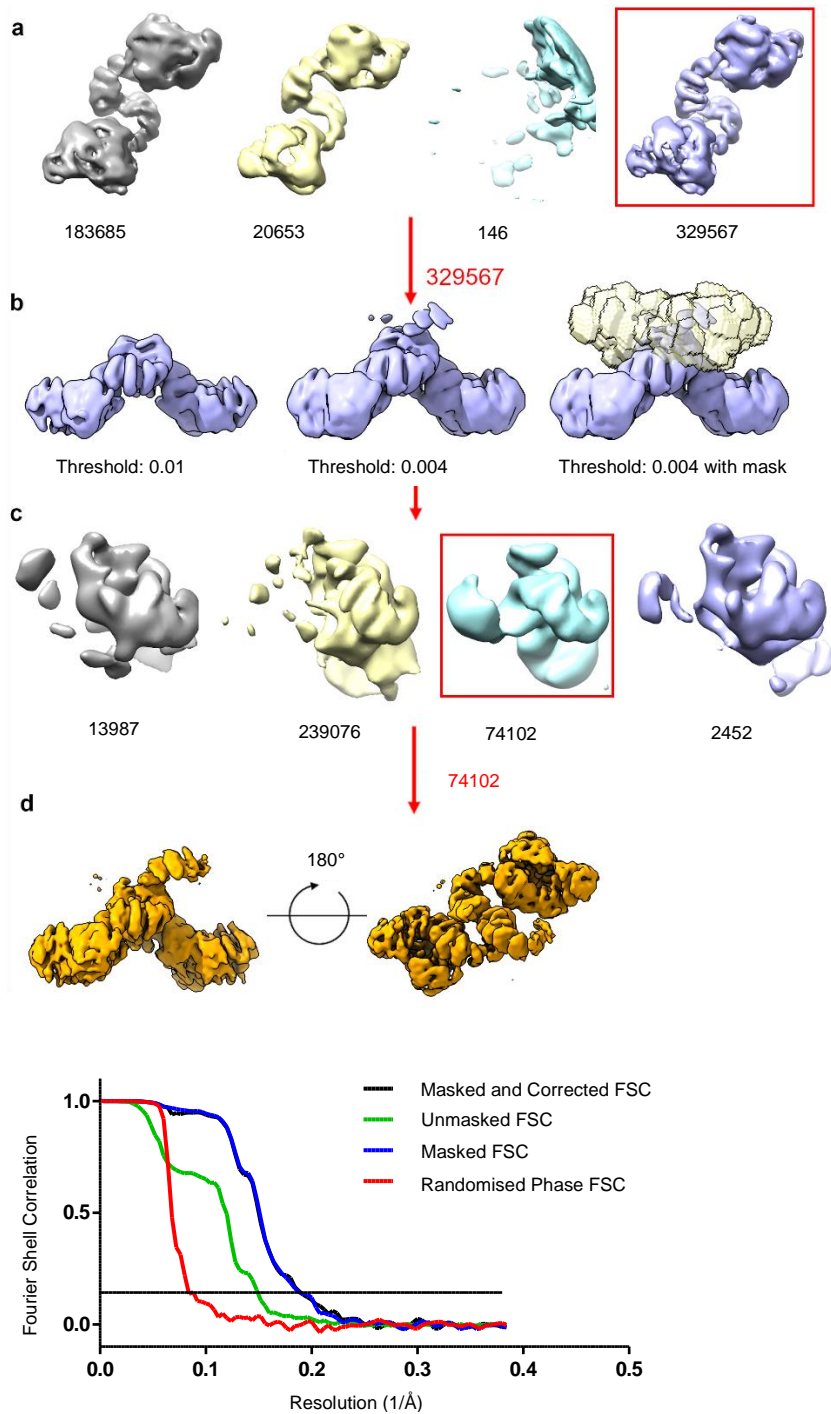 a
183685 20653 146 329567
329567
b
Threshold: 0.01 Threshold: 0.004 Threshold: 0.004 with mask
c
13987 239076 74102 2452
74102
d
180°
Masked and Corrected FSC
Unmasked FSC
Masked FSC
Randomised Phase FSC
Fourier Shell Correlation
1.0
0.5
0.0
0.0 0.1 0.2 0.3 0.4 0.5
Resolution (1/Å)